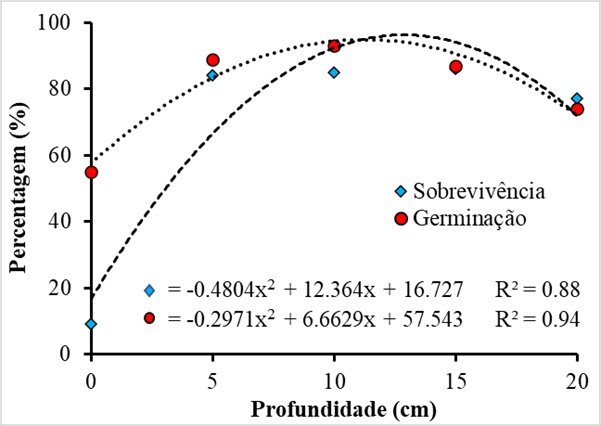 Percentagem (%)
100
80
60
40
20
0
Sobrevivência
Germinação
= -0.4804x² + 12.364x + 16.727 R² = 0.88
= -0.2971x² + 6.6629x + 57.543 R² = 0.94
0 5 10 15 20
Profundidade (cm)